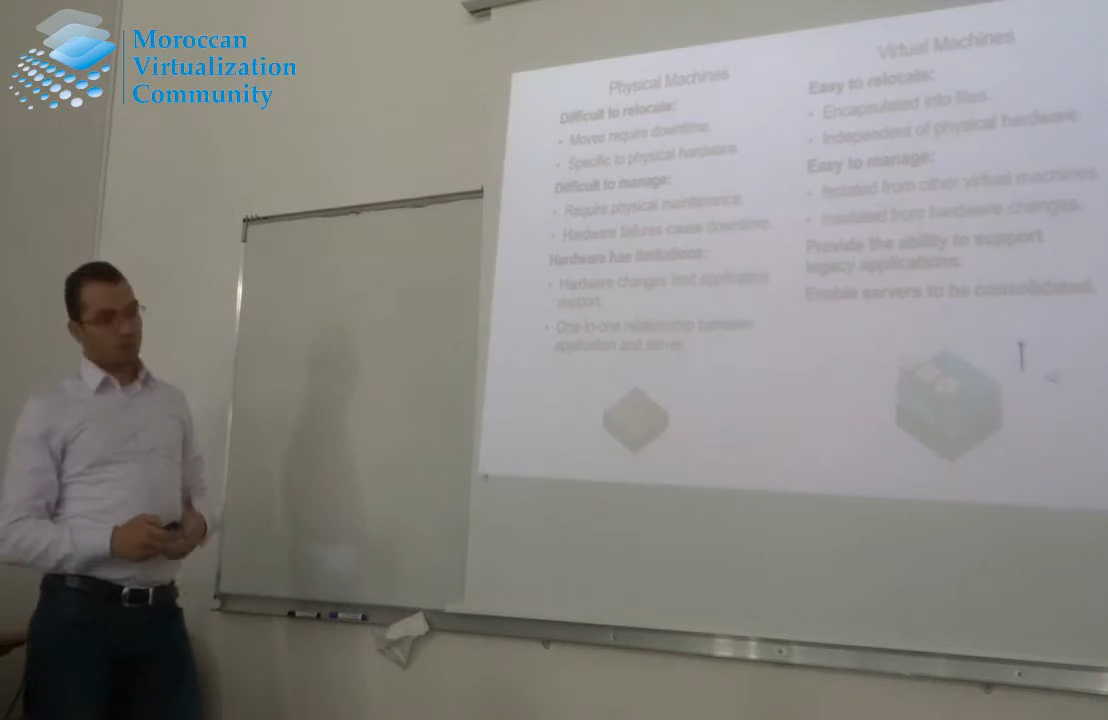 Moroccan
Virtualization
Community
Physical Machines
Difficult to relocate:
• Moves require downtime.
• Specific to physical hardware.
Difficult to manage:
• Require physical maintenance.
• Hardware failures cause downtime.
Hardware has limitations:
• Hardware changes limit application
support.
• One-to-one relationship between
application and server.
Virtual Machines
Easy to relocate:
• Encapsulated into files.
• Independent of physical hardware.
Easy to manage:
• Isolated from other virtual machines.
• Insulated from hardware changes.
Provide the ability to support
legacy applications.
Enable servers to be consolidated.